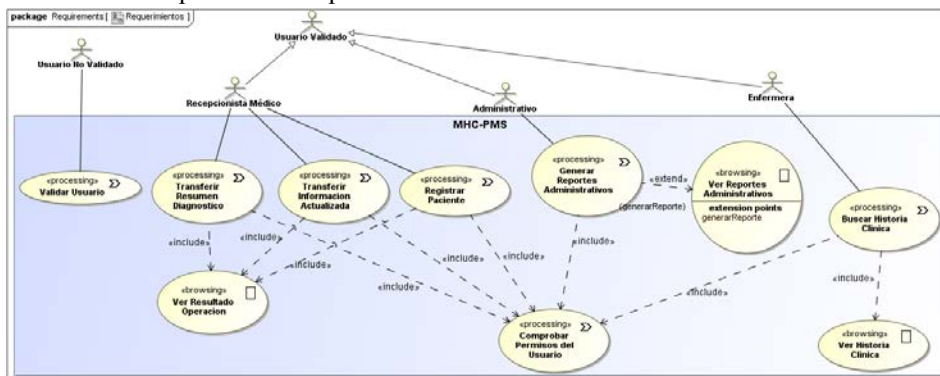 package Requirements [ Requerimientos ]
Usuario Validado
Usuario No Validado
Recepcionista Médico
Administrativo
Enfermera
MHC-PMS
«processing»
Validar Usuario
«processing»
Transferir
Resumen
Diagnostico
«processing»
Transferir
Informacion
Actualizada
«processing»
Registrar
Paciente
«processing»
Generar
Reportes
Administrativos
«extend»
(generarReporte)
«browsing»
Ver Reportes
Administrativos
extension points
generarReporte
«processing»
Buscar Historia
Clinica
«include»
«include»
«include»
«include»
«include»
«include»
«include»
«include»
«include»
«browsing»
Ver Resultado
Operacion
«processing»
Comprobar
Permisos del
Usuario
«browsing»
Ver Historia
Clinica